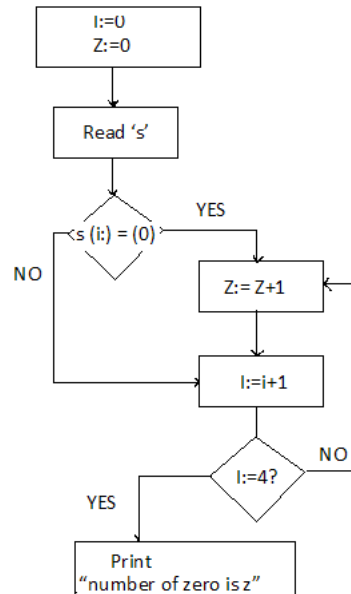 I:=0
Z:=0
Read ‘s’
s (i:) = (0)
YES
NO
Z:= Z+1
I:=i+1
I:=4?
NO
YES
Print
“number of zero is z”